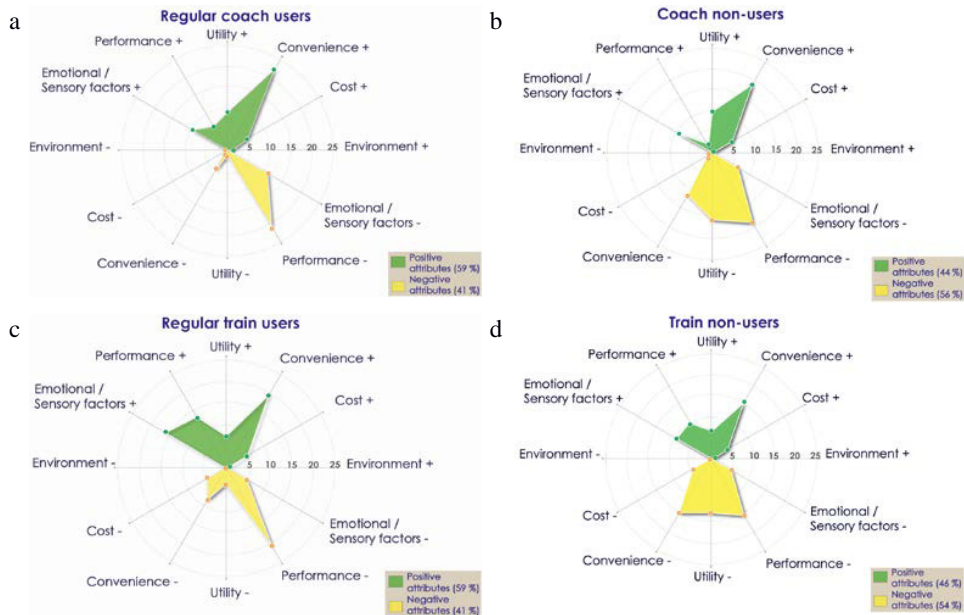 a
Regular coach users
Utility +
Performance +
Convenience +
Emotional /
Sensory factors +
Cost +
Environment -
5 10 15 20 25
Environment +
Cost -
Emotional /
Sensory factors -
Convenience -
Performance -
Utility -
Positive
attributes (59 %)
Negative
attributes (41 %)
b
Coach non-users
Utility +
Performance +
Convenience +
Emotional /
Sensory factors +
Cost +
Environment -
5 10 15 20 25
Environment +
Cost -
Emotional /
Sensory factors -
Convenience -
Performance -
Utility -
Positive
attributes (44 %)
Negative
attributes (56 %)
c
Regular train users
Utility +
Performance +
Convenience +
Emotional /
Sensory factors +
Cost +
Environment -
5 10 15 20 25
Environment +
Cost -
Emotional /
Sensory factors -
Convenience -
Performance -
Utility -
Positive
attributes (59 %)
Negative
attributes (41 %)
d
Train non-users
Utility +
Performance +
Convenience +
Emotional /
Sensory factors +
Cost +
Environment -
5 10 15 20 25
Environment +
Cost -
Emotional /
Sensory factors -
Convenience -
Performance -
Utility -
Positive
attributes (46 %)
Negative
attributes (54 %)